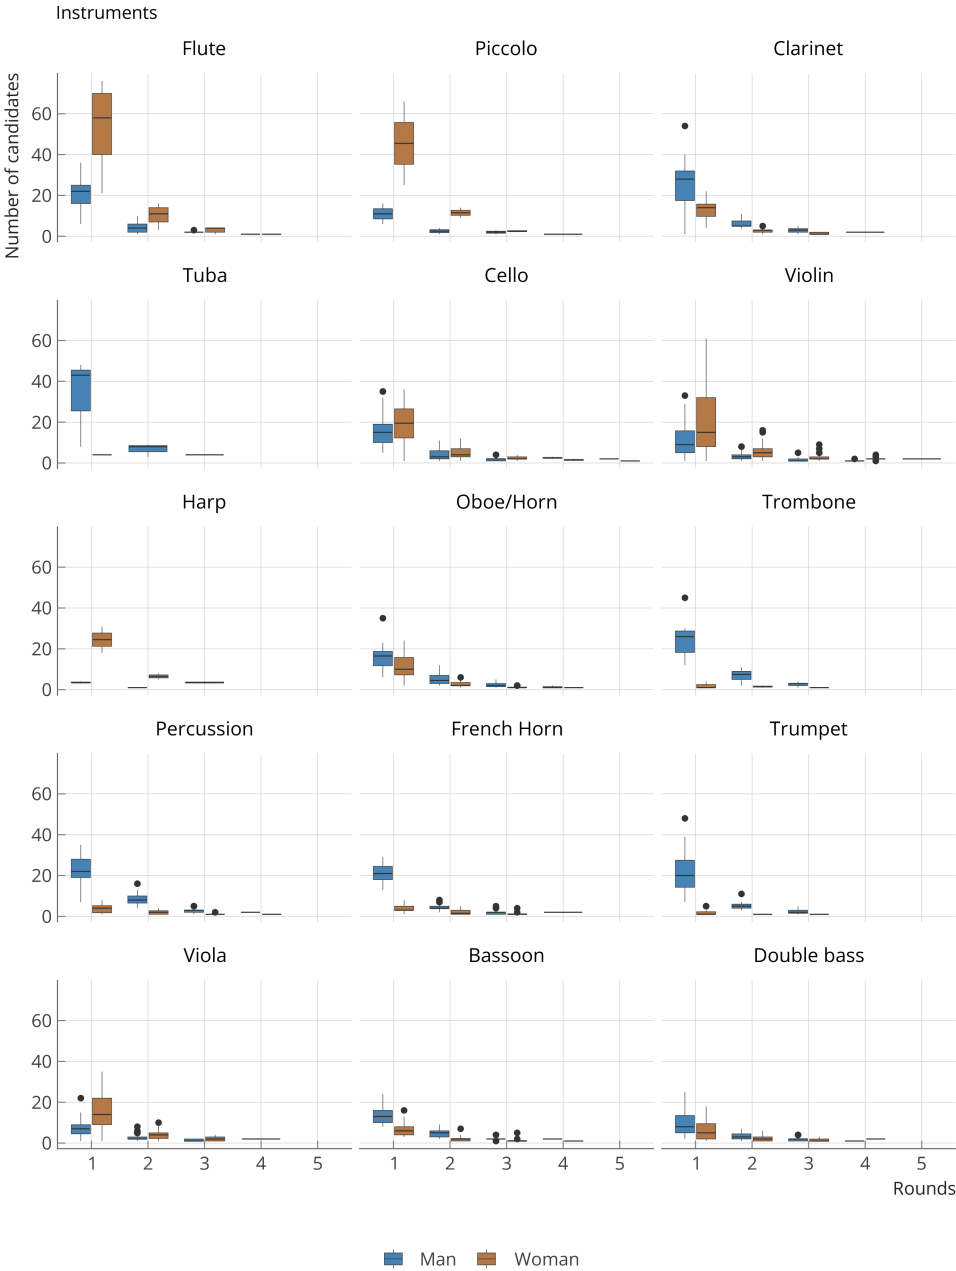 Instruments
Number of candidates
Flute Piccolo Clarinet
60
40
20
0
Tuba Cello Violin
60
40
20
0
Harp Oboe/Horn Trombone
60
40
20
0
Percussion French Horn Trumpet
60
40
20
0
Viola Bassoon Double bass
60
40
20
0
1 2 3 4 5 1 2 3 4 5 1 2 3 4 5
Rounds
Man Woman